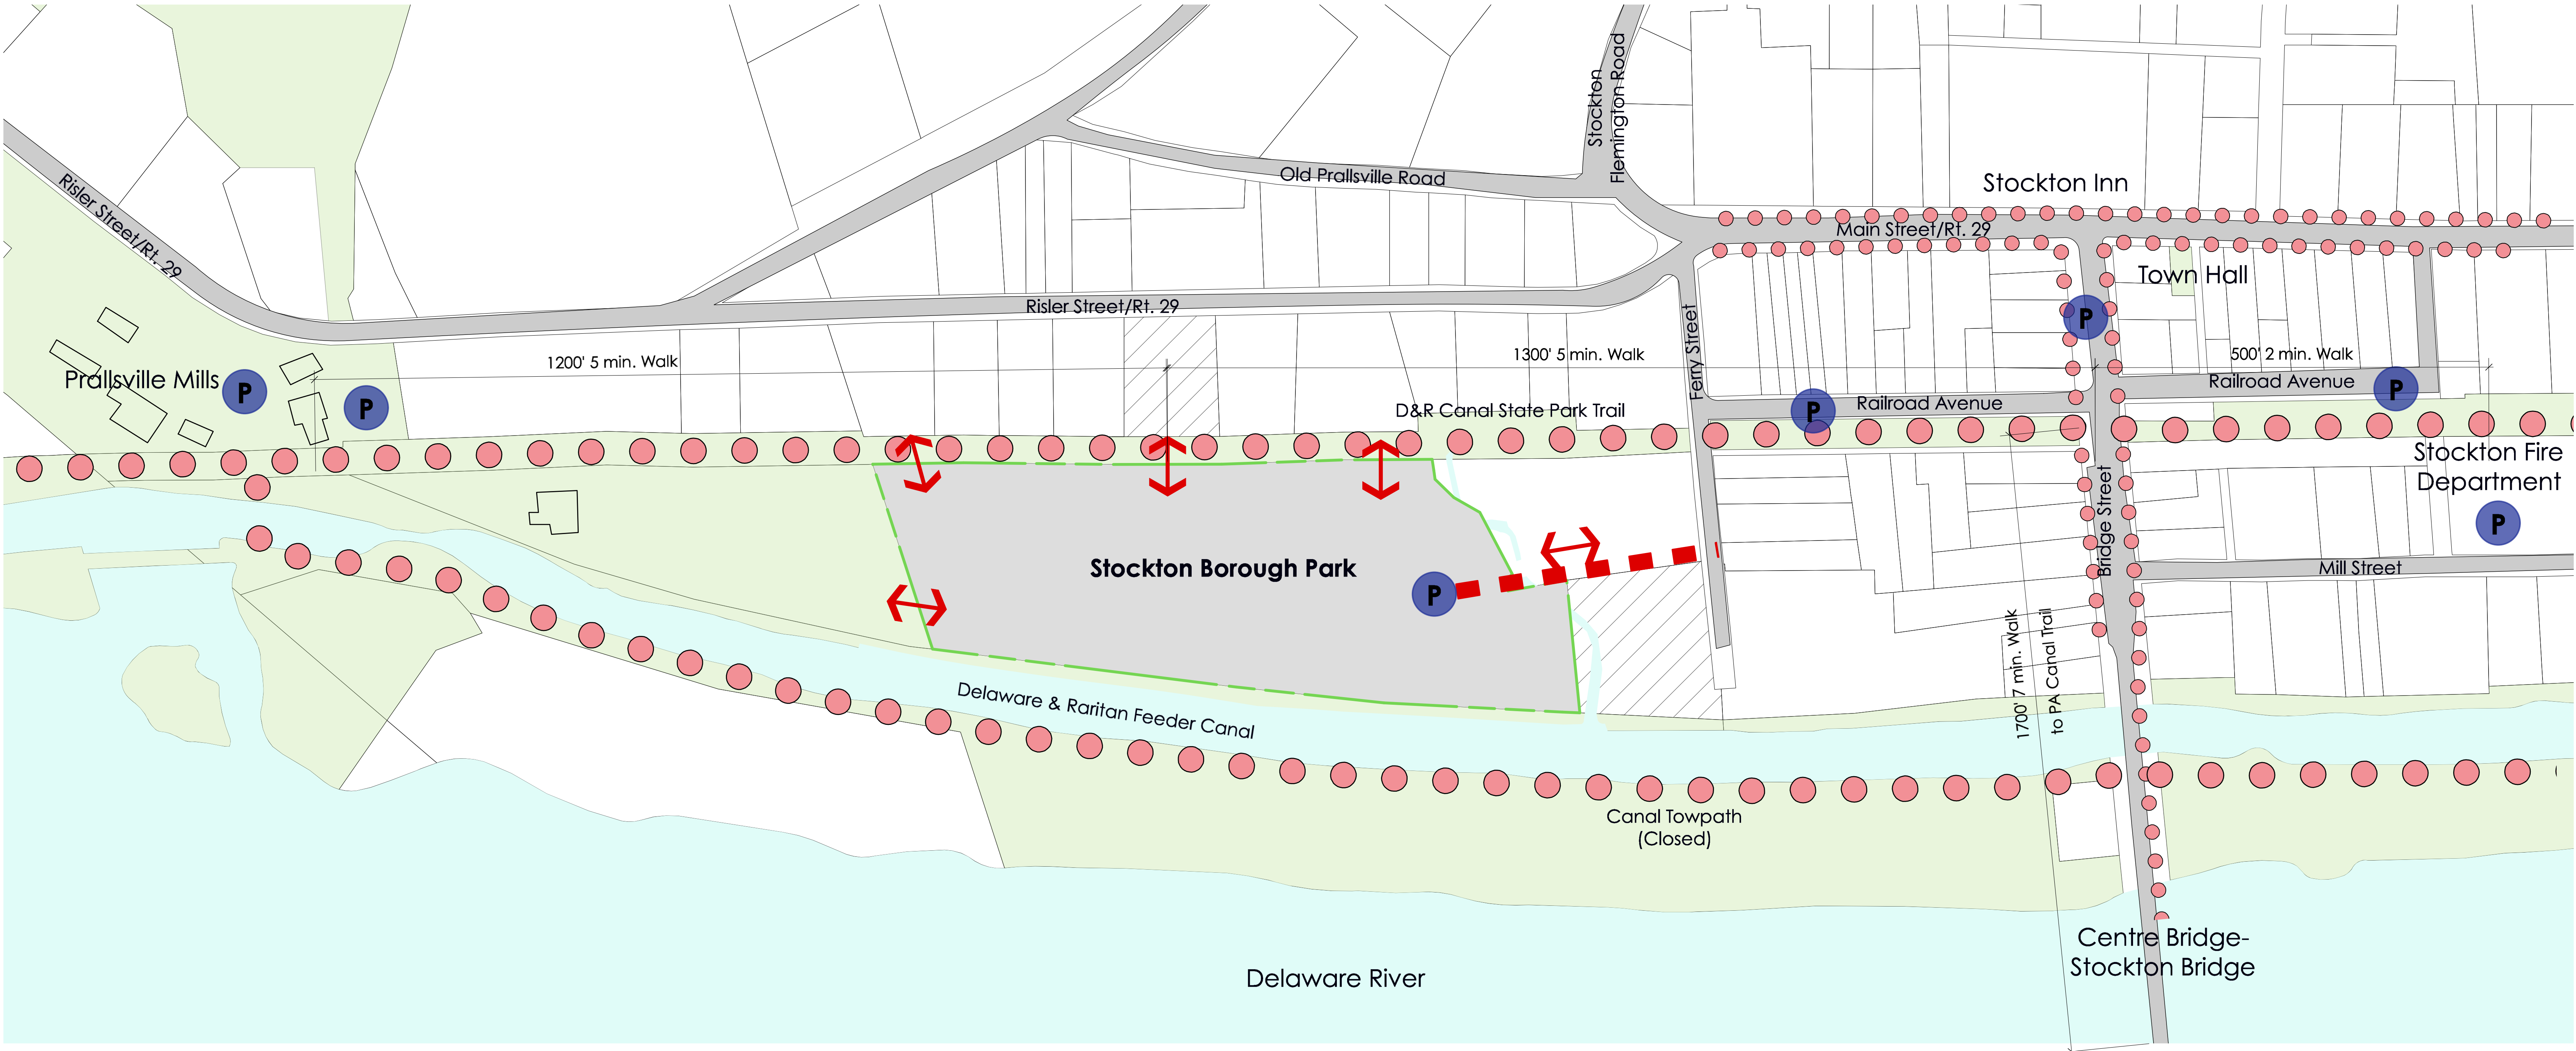 Stockton
Flemington Road
Old Prallsville Road
Stockton Inn
Main Street/Rt. 29
Risler Street/Rt. 29
Town Hall
P
Risler Street/Rt. 29
Ferry Street
1200' 5 min. Walk
1300' 5 min. Walk
500' 2 min. Walk
Prallsville Mills
P
P
D&R Canal State Park Trail
P
Railroad Avenue
Railroad Avenue
P
Stockton Fire
Department
P
Bridge Street
Stockton Borough Park
P
Mill Street
1700' 7 min. Walk
to PA Canal Trail
Delaware & Raritan Feeder Canal
Canal Towpath
(Closed)
Centre Bridge-
Stockton Bridge
Delaware River